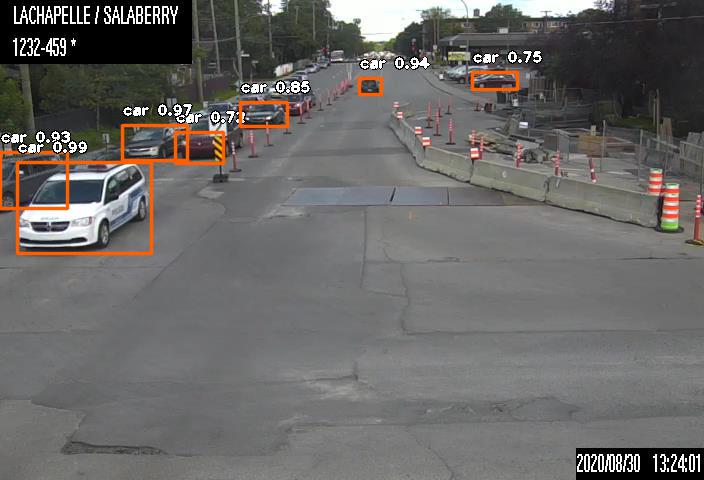 LACHAPELLE / SALABERRY
1232-459 *
car 0.94
car 0.75
car 0.85
car 0.97
car 0.72
car 0.93
car 0.99
2020/08/30 13:24:01